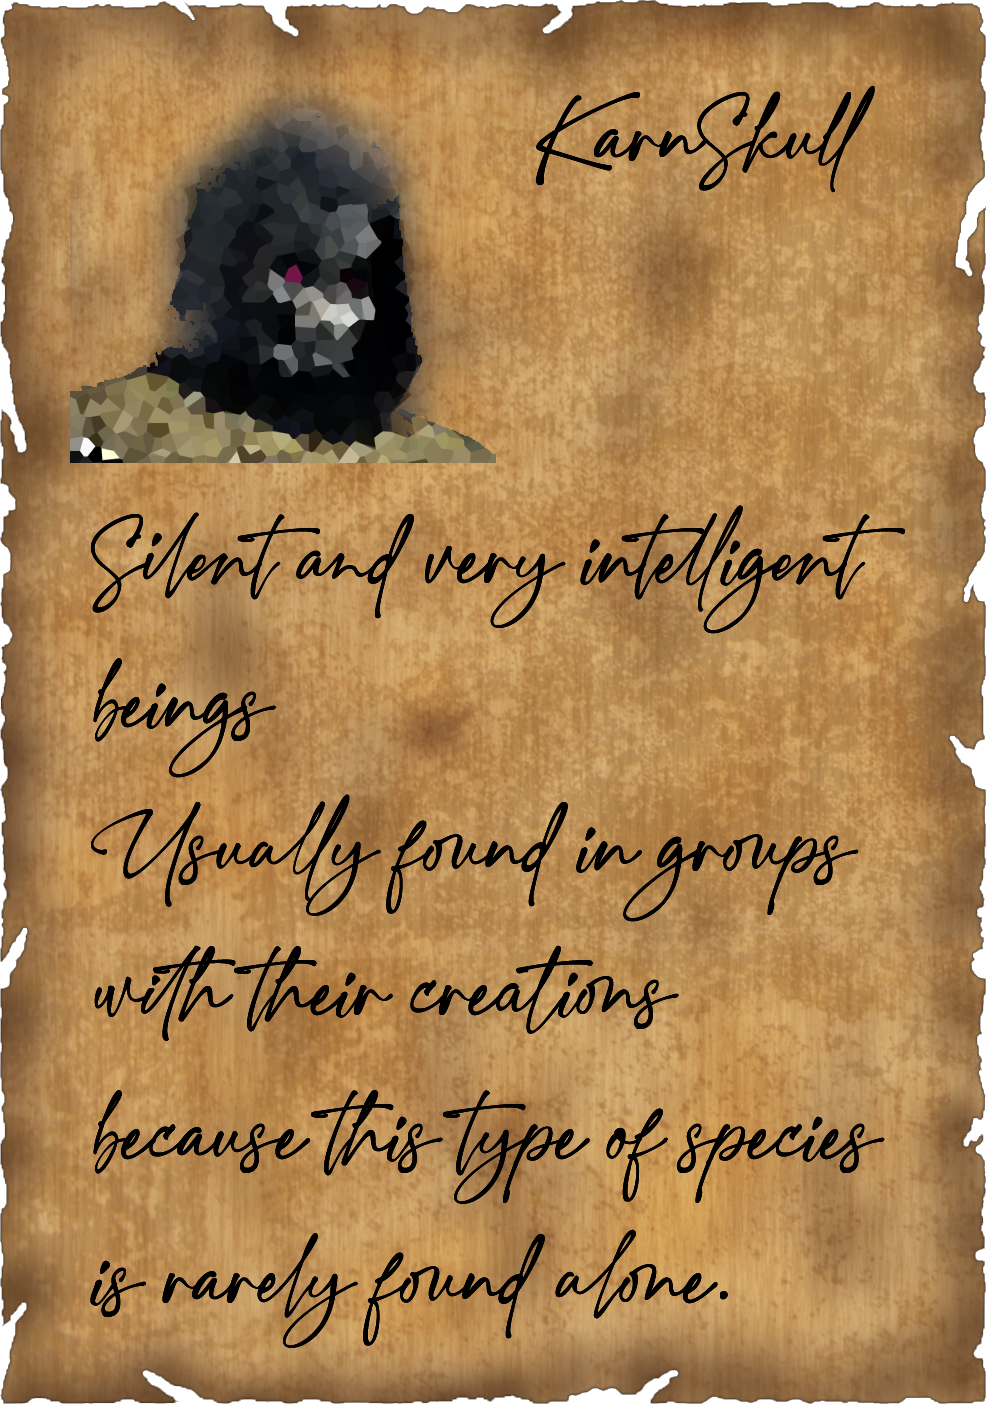 KarnSkull
Silent and very intelligent
beings
Usually found in groups
with their creations
because this type of species
is rarely found alone.